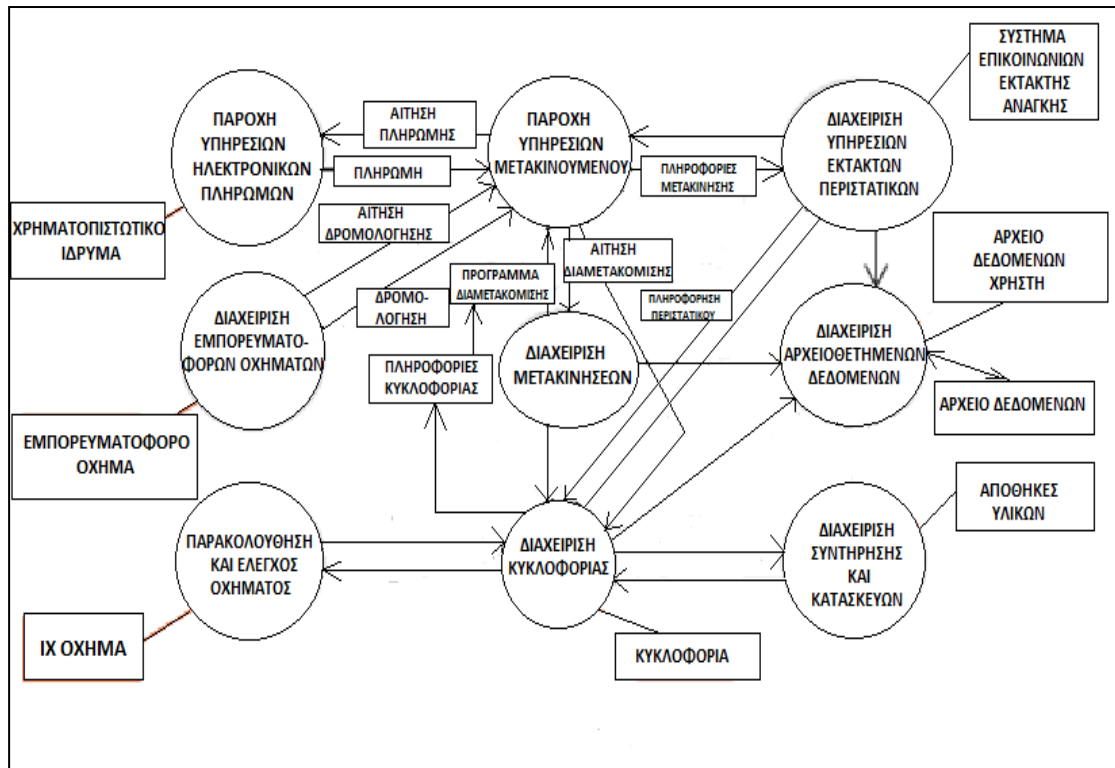 ΣΥΣΤΗΜΑ
ΕΠΙΚΟΙΝΩΝΙΩΝ
ΕΚΤΑΚΤΗΣ
ΑΝΑΓΚΗΣ
ΠΑΡΟΧΗ
ΥΠΗΡΕΣΙΩΝ
ΗΛΕΚΤΡΟΝΙΚΩΝ
ΠΛΗΡΩΜΩΝ
ΑΙΤΗΣΗ
ΠΛΗΡΩΜΗΣ
ΠΛΗΡΩΜΗ
ΠΑΡΟΧΗ
ΥΠΗΡΕΣΙΩΝ
ΜΕΤΑΚΙΝΟΥΜΕΝΟΥ
ΠΛΗΡΟΦΟΡΙΕΣ
ΜΕΤΑΚΙΝΗΣΗΣ
ΔΙΑΧΕΙΡΙΣΗ
ΥΠΗΡΕΣΙΩΝ
ΕΚΤΑΚΤΩΝ
ΠΕΡΙΣΤΑΤΙΚΩΝ
ΧΡΗΜΑΤΟΠΙΣΤΩΤΙΚΟ
ΙΔΡΥΜΑ
ΑΙΤΗΣΗ
ΔΡΟΜΟΛΟΓΗΣΗΣ
ΑΙΤΗΣΗ
ΔΙΑΜΕΤΑΚΟΜΙΣΗΣ
ΑΡΧΕΙΟ
ΔΕΔΟΜΕΝΩΝ
ΧΡΗΣΤΗ
ΠΡΟΓΡΑΜΜΑ
ΔΙΑΜΕΤΑΚΟΜΙΣΗΣ
ΔΡΟΜΟ-
ΛΟΓΗΣΗ
ΠΛΗΡΟΦΟΡΗΣΗ
ΠΕΡΙΣΤΑΤΙΚΟΥ
ΔΙΑΧΕΙΡΙΣΗ
ΕΜΠΟΡΕΥΜΑΤΟ-
ΦΟΡΩΝ ΟΧΗΜΑΤΩΝ
ΠΛΗΡΟΦΟΡΙΕΣ
ΚΥΚΛΟΦΟΡΙΑΣ
ΔΙΑΧΕΙΡΙΣΗ
ΜΕΤΑΚΙΝΗΣΕΩΝ
ΔΙΑΧΕΙΡΙΣΗ
ΑΡΧΕΙΟΘΕΤΗΜΕΝΩΝ
ΔΕΔΟΜΕΝΩΝ
ΑΡΧΕΙΟ ΔΕΔΟΜΕΝΩΝ
ΕΜΠΟΡΕΥΜΑΤΟΦΟΡΟ
ΟΧΗΜΑ
ΑΠΟΘΗΚΕΣ
ΥΛΙΚΩΝ
ΠΑΡΑΚΟΛΟΥΘΗΣΗ
ΚΑΙ ΕΛΕΓΧΟΣ
ΟΧΗΜΑΤΟΣ
ΔΙΑΧΕΙΡΙΣΗ
ΚΥΚΛΟΦΟΡΙΑΣ
ΔΙΑΧΕΙΡΙΣΗ
ΣΥΝΤΗΡΗΣΗΣ
ΚΑΙ
ΚΑΤΑΣΚΕΥΩΝ
ΙΧ ΟΧΗΜΑ
ΚΥΚΛΟΦΟΡΙΑ